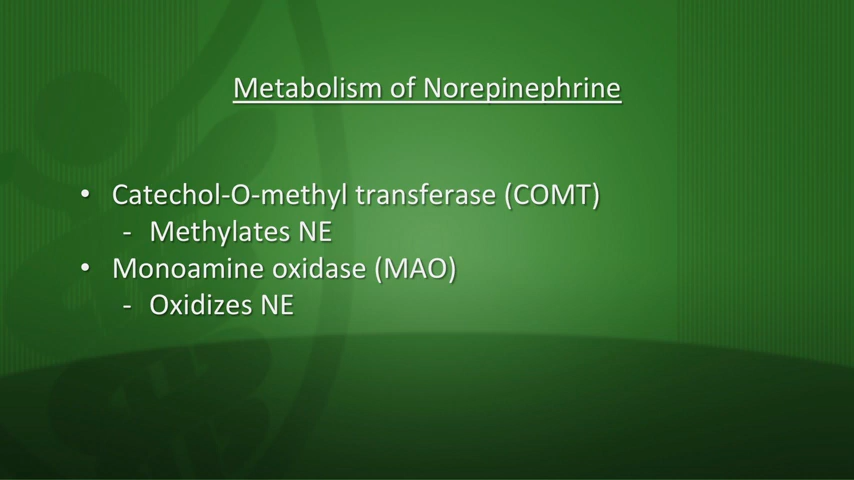 Metabolism of Norepinephrine
• Catechol-O-methyl transferase (COMT)
- Methylates NE
• Monoamine oxidase (MAO)
- Oxidizes NE